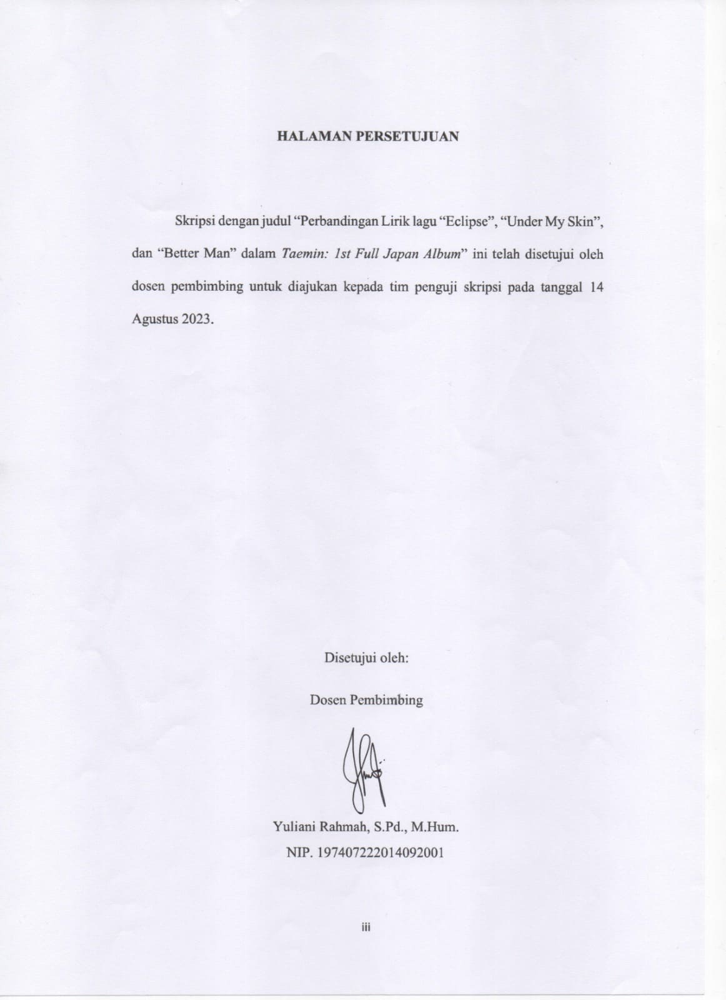 HALAMAN PERSETUJUAN
Skripsi dengan judul “Perbandingan Lirik lagu “Eclipse”, “Under My Skin”,
dan “Better Man” dalam Taemin: 1st Full Japan Album” ini telah disetujui oleh
dosen pembimbing untuk diajukan kepada tim penguji skripsi pada tanggal 14
Agustus 2023.
Disetujui oleh:
Dosen Pembimbing
Yuliani Rahmah, S.Pd., M.Hum.
NIP. 197407222014092001
iii